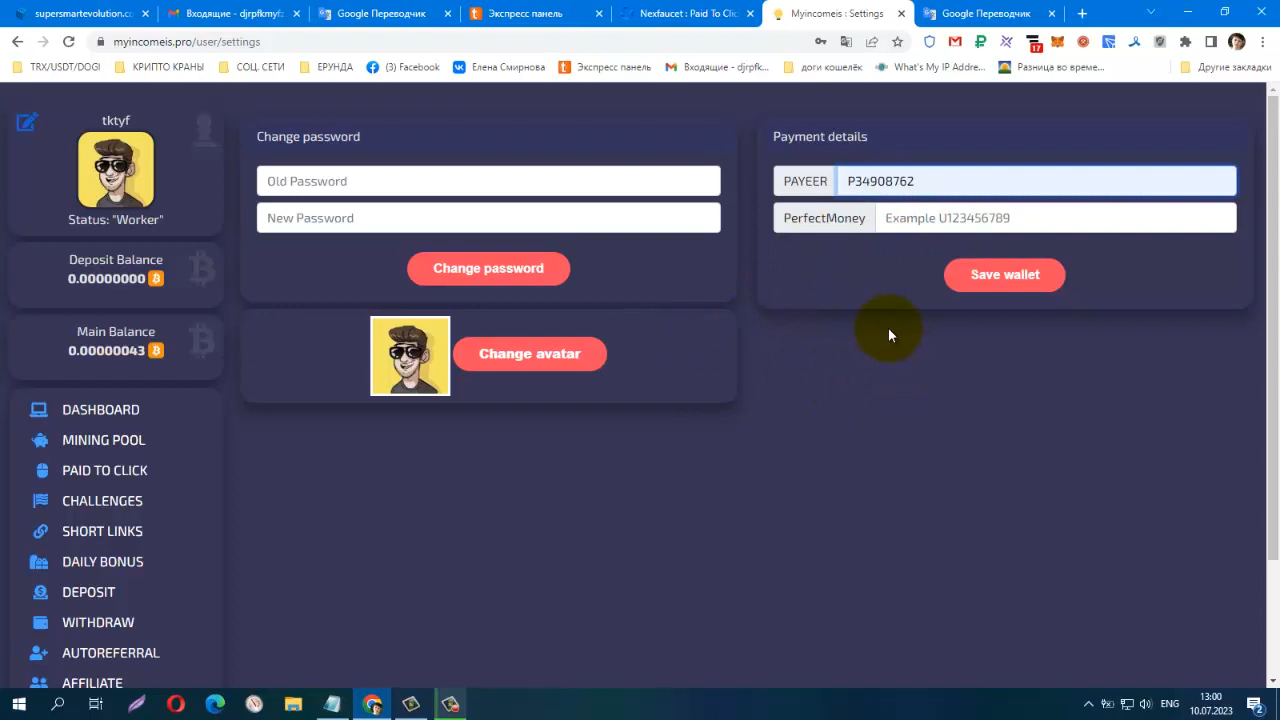 supersmartevolution.co
Входящие - djrpfkmyf
Google Переводчик
Экспресс панель
Nexfaucet : Paid To Clic
Myincomeis : Settings
Google Переводчик
myincomeis.pro/user/settings
17
TRX/USDT/DOGI
КРИПТО КРАНЫ
СОЦ. СЕТИ
ЕРУНДА
(3) Facebook
Елена Смирнова
Экспресс панель
Входящие - djrpfk...
доги кошелёк
What's My IP Addre...
Разница во време...
Другие закладки
tktyf
Status: "Worker"
Deposit Balance
0.00000000
Main Balance
0.00000043
DASHBOARD
MINING POOL
PAID TO CLICK
CHALLENGES
SHORT LINKS
DAILY BONUS
DEPOSIT
WITHDRAW
AUTOREFERRAL
AFFILIATE
Change password
Old Password
New Password
Change password
Change avatar
Payment details
PAYEER P34908762
PerfectMoney Example U123456789
Save wallet
ENG
13:00
10.07.2023
2